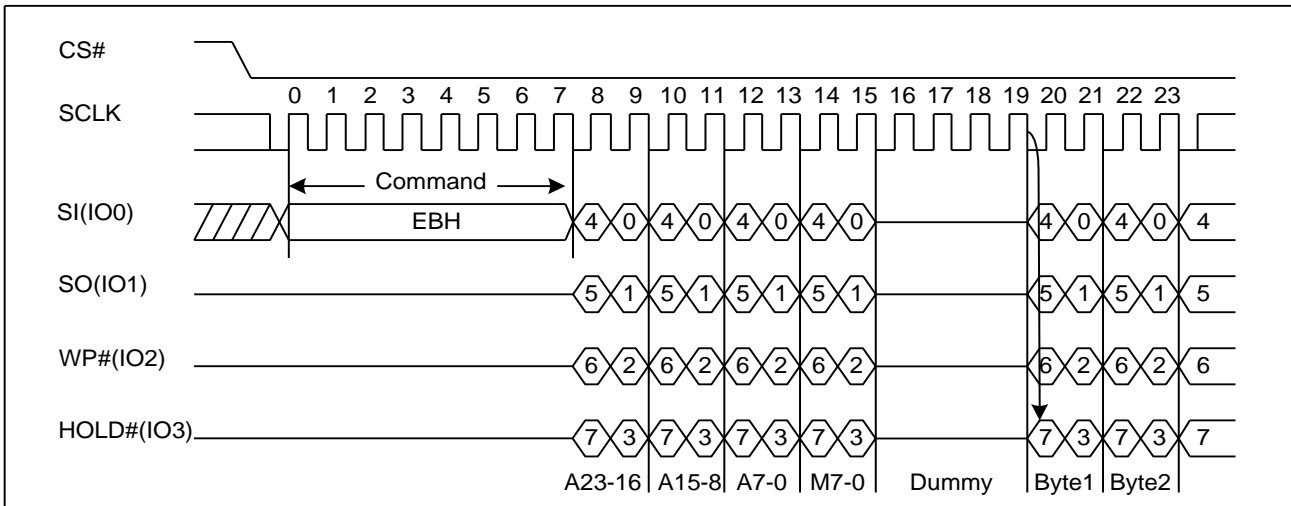 CS#
0 1 2 3 4 5 6 7 8 9 10 11 12 13 14 15 16 17 18 19 20 21 22 23
SCLK
Command
SI(IO0) EBH 4 0 4 0 4 0 4 0 4 0 4 0 4
SO(IO1) 5 1 5 1 5 1 5 1 5 1 5 1 5
WP#(IO2) 6 2 6 2 6 2 6 2 6 2 6 2 6
HOLD#(IO3) 7 3 7 3 7 3 7 3 7 3 7 3 7
A23-16 A15-8 A7-0 M7-0 Dummy Byte1 Byte2